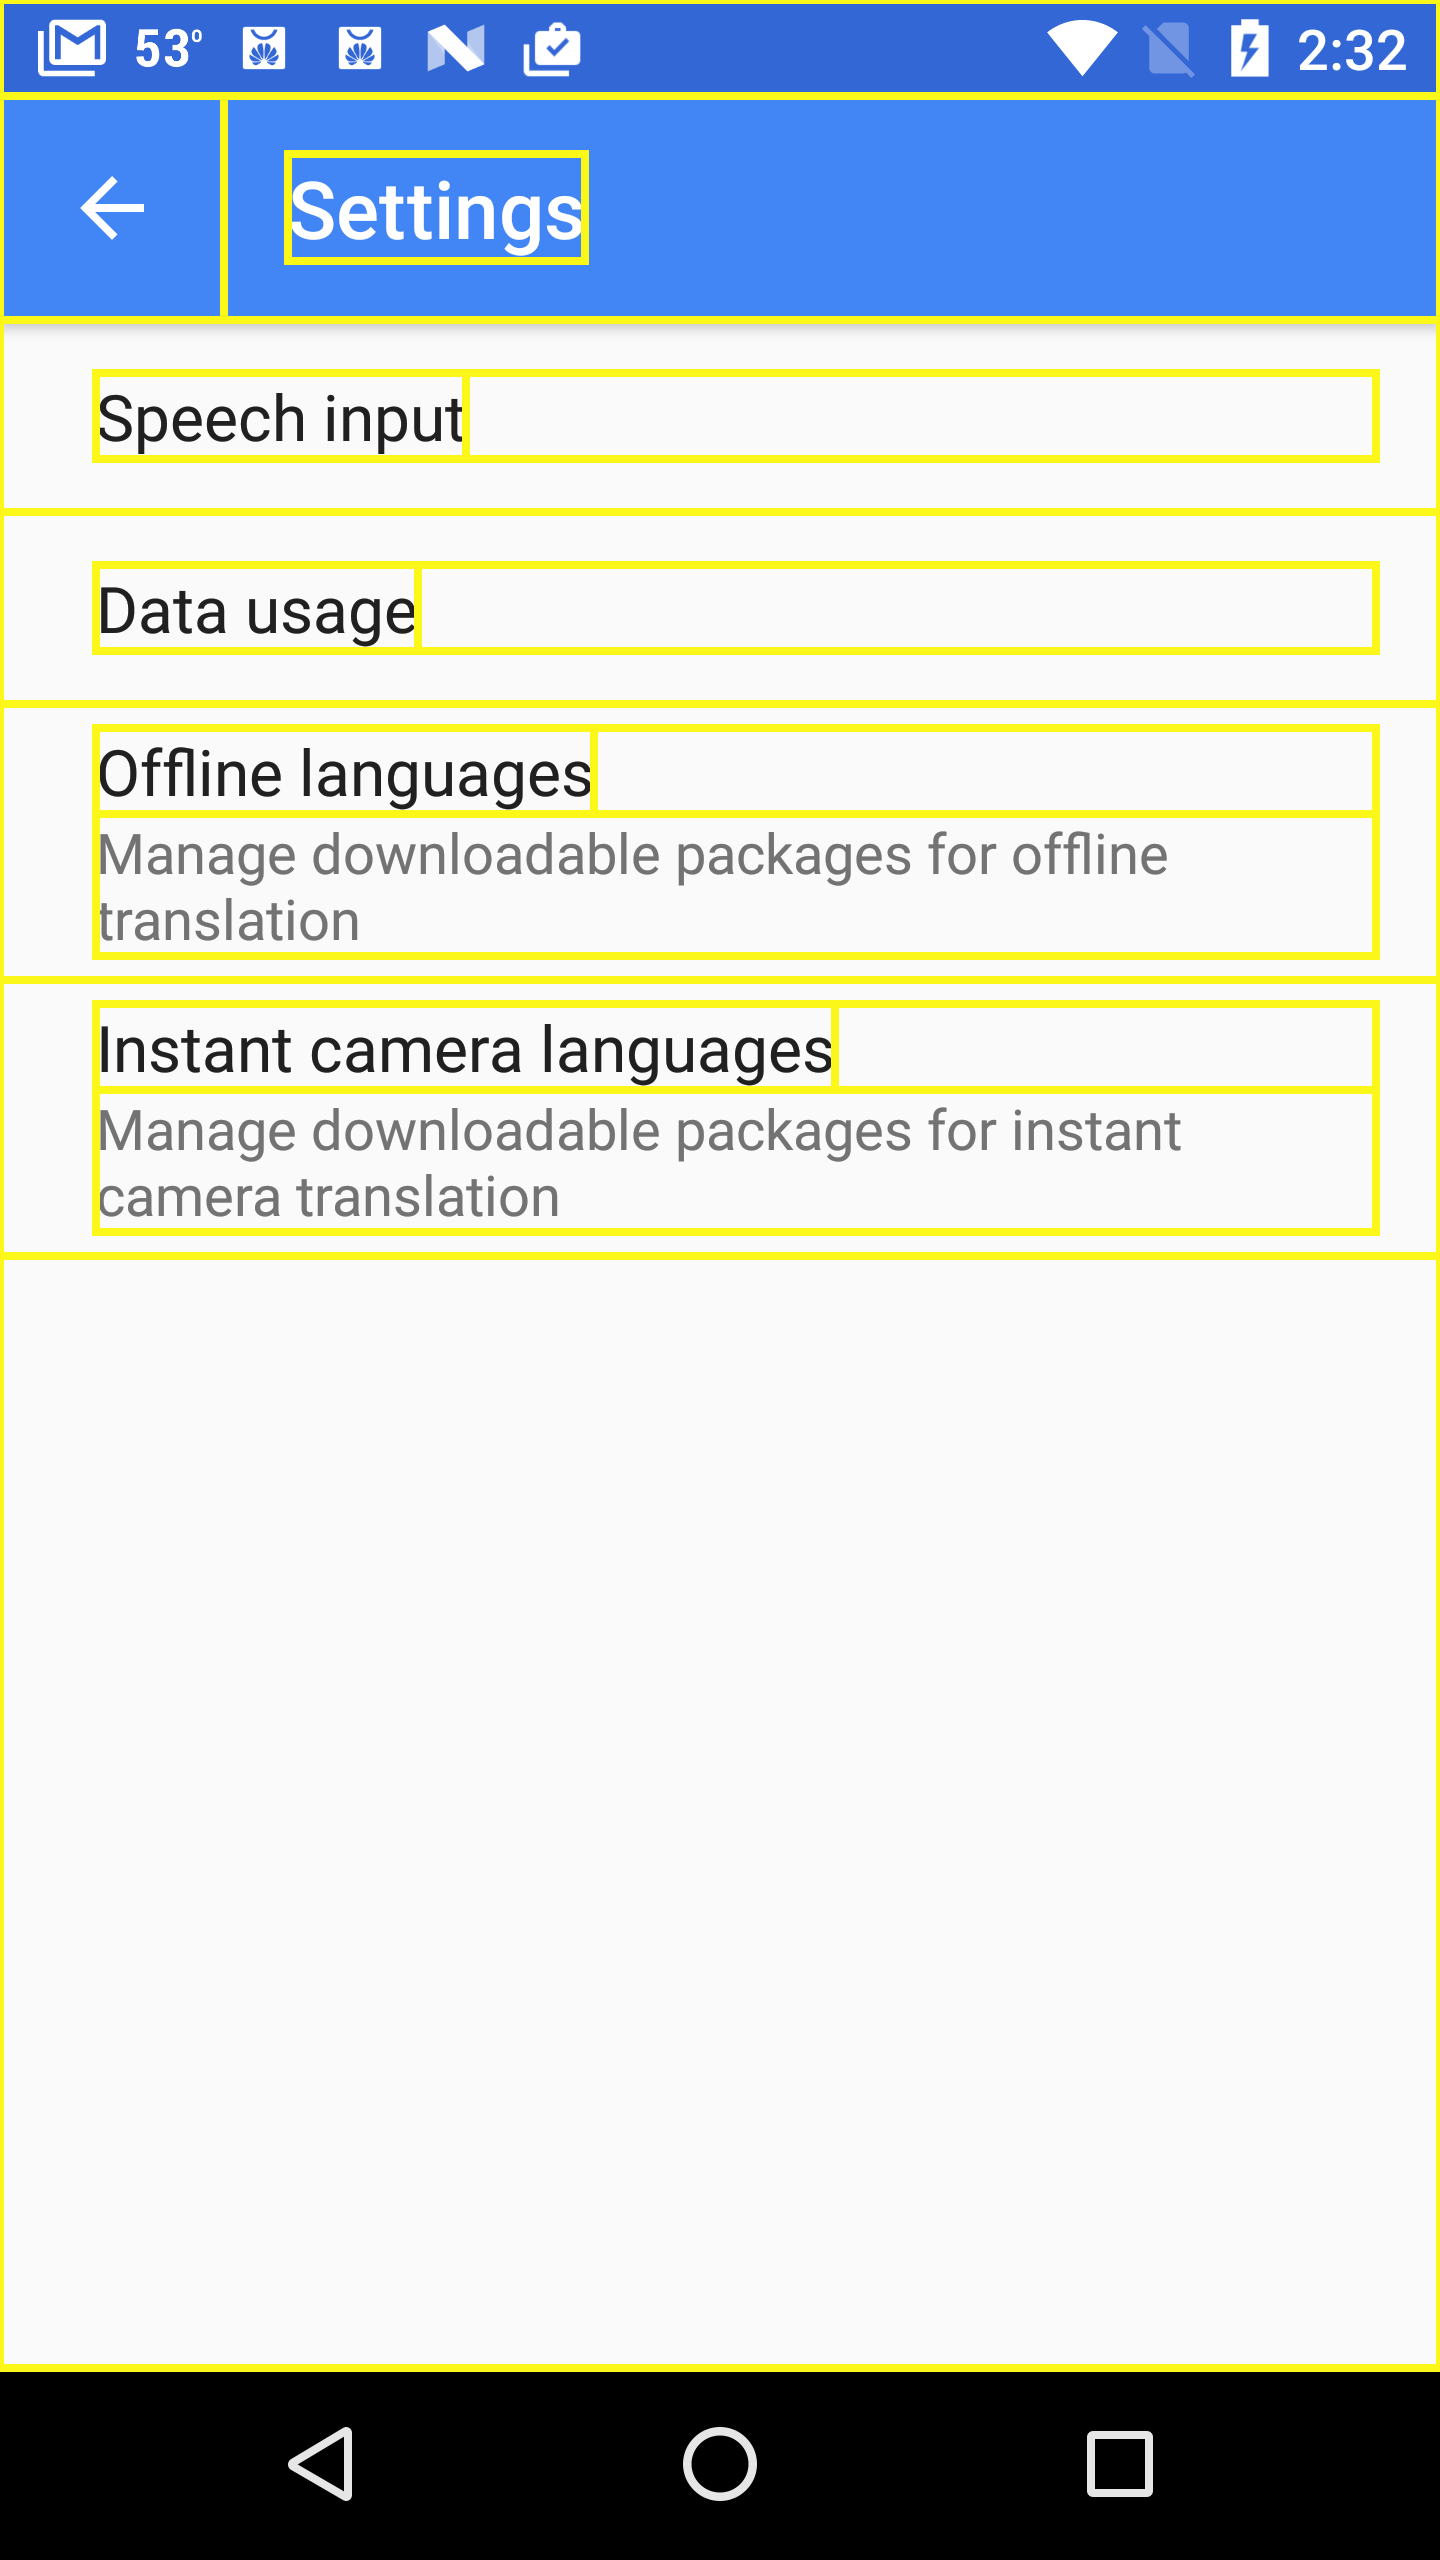 53° 2:32
Settings
Speech input
Data usage
Offline languages
Manage downloadable packages for offline
translation
Instant camera languages
Manage downloadable packages for instant
camera translation